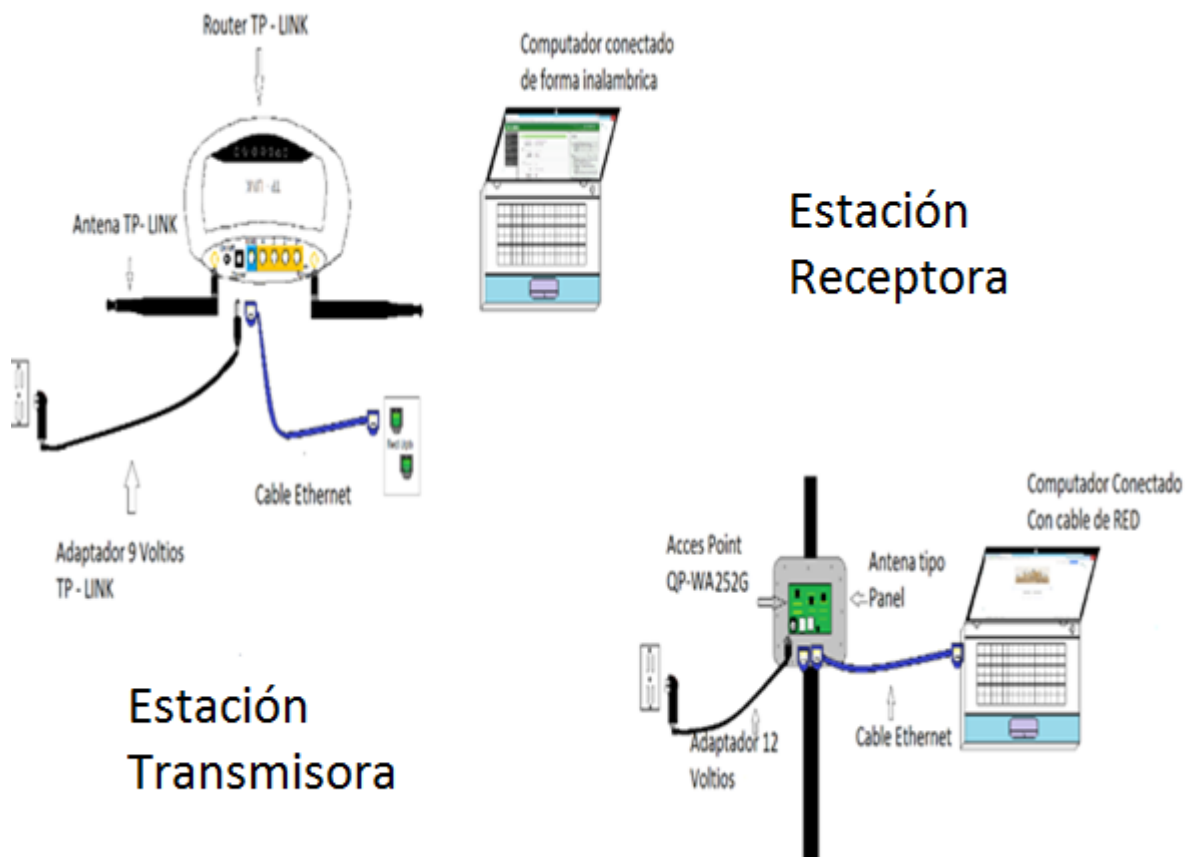 Router TP - LINK
Computador conectado
de forma inalambrica
TP - LINK
Antena TP- LINK
Estación
Receptora
Cable Ethernet
Adaptador 9 Voltios
TP - LINK
Computador Conectado
Con cable de RED
Acces Point
QP-WA252G
Antena tipo
Panel
Estación
Transmisora
Adaptador 12
Voltios
Cable Ethernet